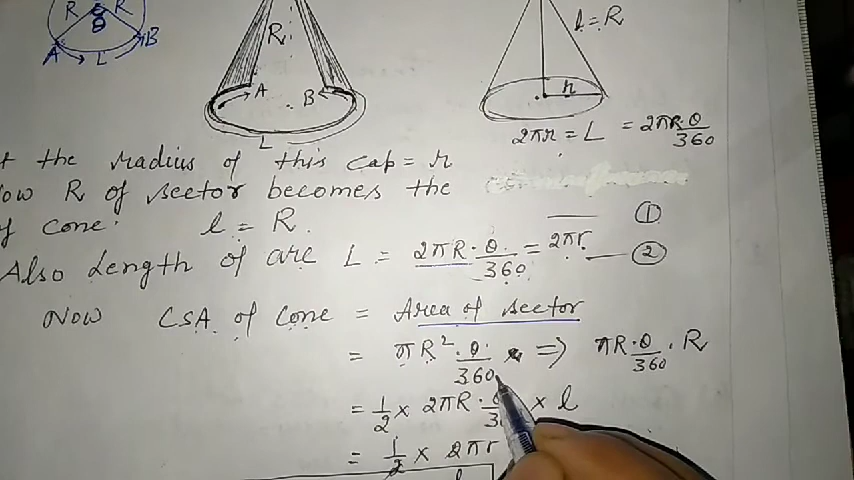 R θ R
A L B
R
A B
L
l = R
r
2πr = L = 2πR·θ/360
t the radius of this cap = r
ow R of sector becomes the
of cone. l = R. ——— ①
Also Length of arc L = 2πR·θ/360 = 2πr —— ②
Now CSA of Cone = Area of sector
= πR²·θ/360 ⇒ πR·θ/360·R
= 1/2 × 2πR· × l
= 1/2 × 2πr